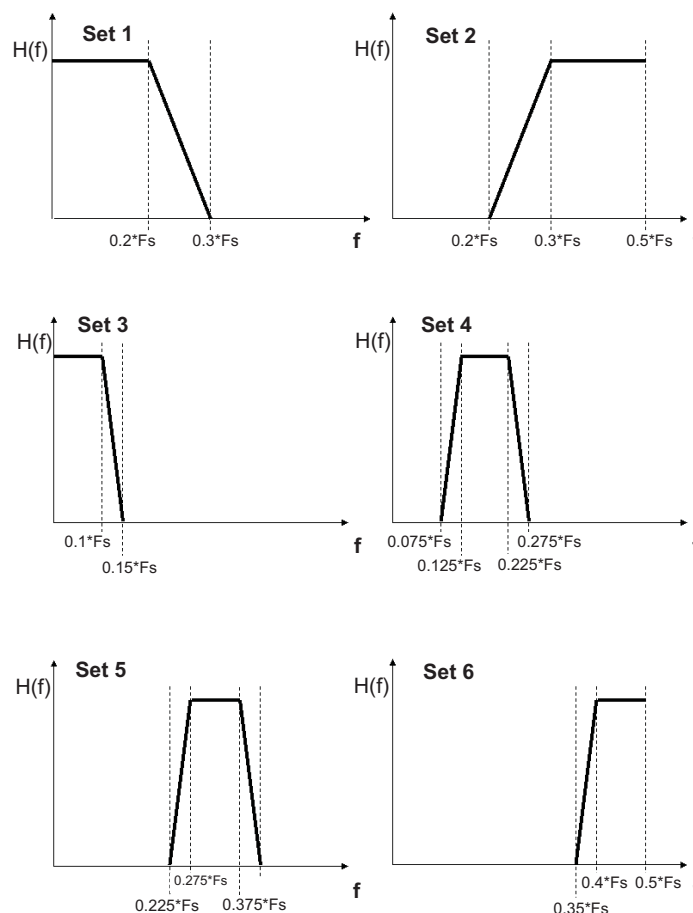 Set 1
H(f)
0.2*Fs
0.3*Fs
f
Set 2
H(f)
0.2*Fs
0.3*Fs
0.5*Fs
Set 3
H(f)
0.1*Fs
0.15*Fs
f
Set 4
H(f)
0.075*Fs
0.275*Fs
0.125*Fs
0.225*Fs
Set 5
H(f)
0.275*Fs
0.225*Fs
0.375*Fs
f
Set 6
H(f)
0.4*Fs
0.5*Fs
0.35*Fs